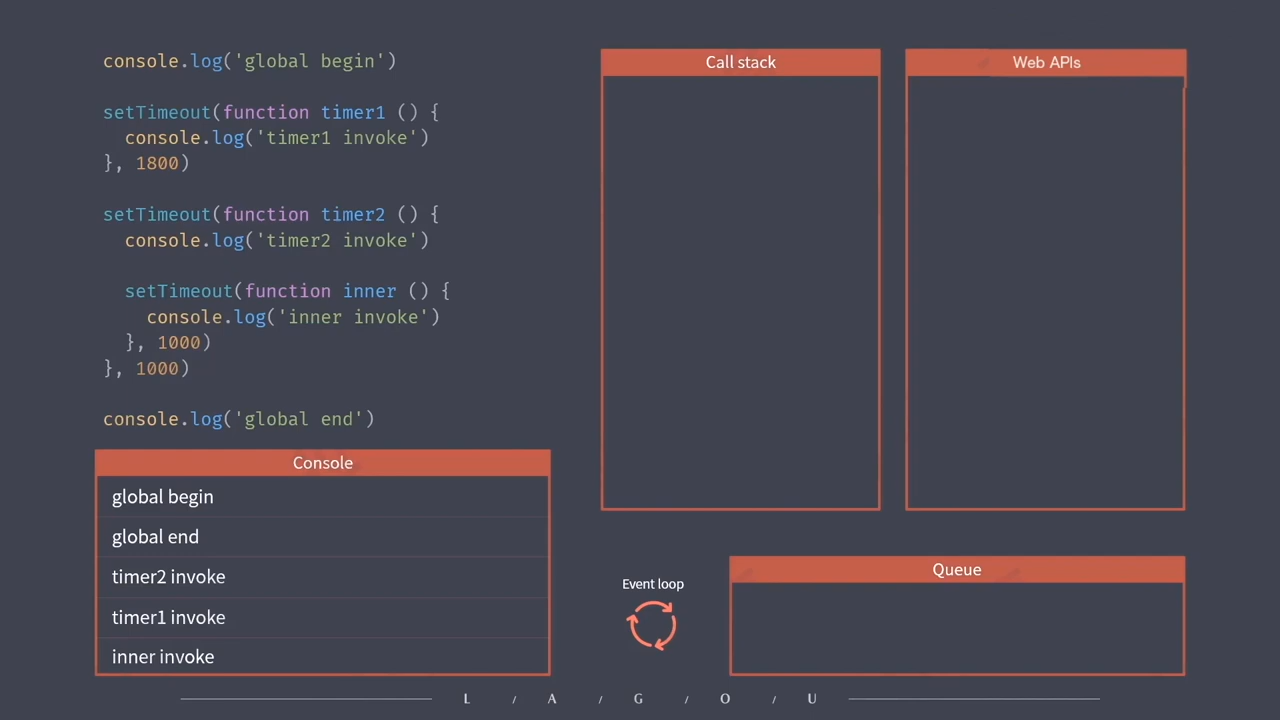 console.log('global begin')
setTimeout(function timer1 () {
  console.log('timer1 invoke')
}, 1800)
setTimeout(function timer2 () {
  console.log('timer2 invoke')
  setTimeout(function inner () {
    console.log('inner invoke')
  }, 1000)
}, 1000)
console.log('global end')
Console
global begin
global end
timer2 invoke
timer1 invoke
inner invoke
Call stack
Web APIs
Event loop
Queue
L / A / G / O / U